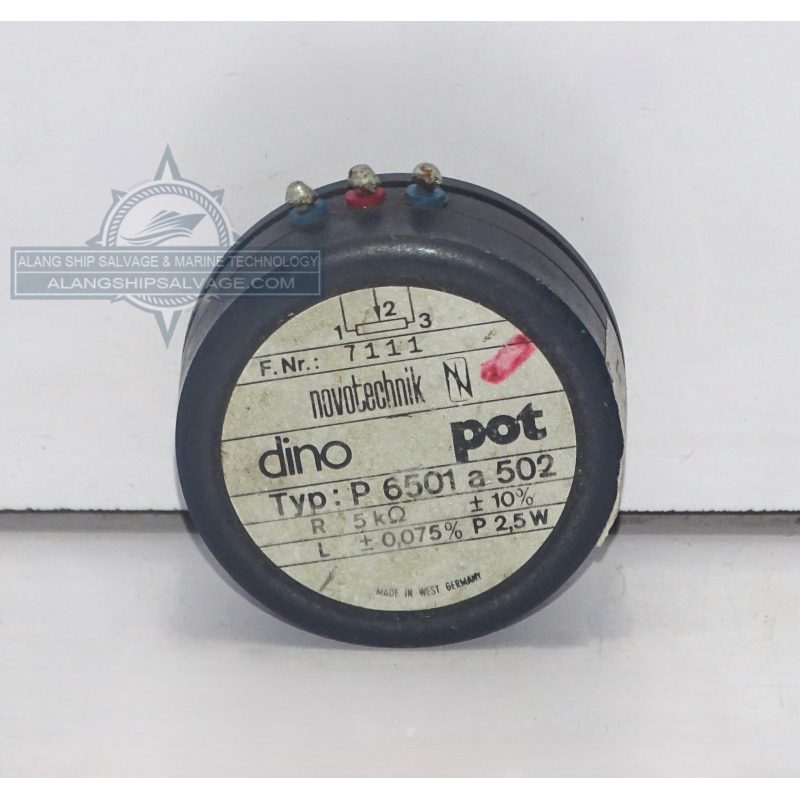 ALANG SHIP SALVAGE & MARINE TECHNOLOGY
ALANGSHIPSALVAGE.COM
1 2 3
F. Nr.: 7111
novotechnik
dino pot
Typ: P 6501 a 502
R 5 kΩ ± 10%
L ± 0,075% P 2,5 W
MADE IN WEST GERMANY